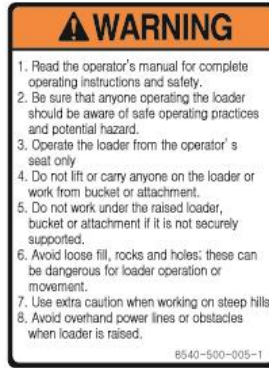 WARNING
1. Read the operator's manual for complete
operating instructions and safety.
2. Be sure that anyone operating the loader
should be aware of safe operating practices
and potential hazard.
3. Operate the loader from the operator' s
seat only
4. Do not lift or carry anyone on the loader or
work from bucket or attachment.
5. Do not work under the raised loader,
bucket or attachment if it is not securely
supported.
6. Avoid loose fill, rocks and holes; these can
be dangerous for loader operation or
movement.
7. Use extra caution when working on steep hills
8. Avoid overhand power lines or obstacles
when loader is raised.
8540-500-005-1